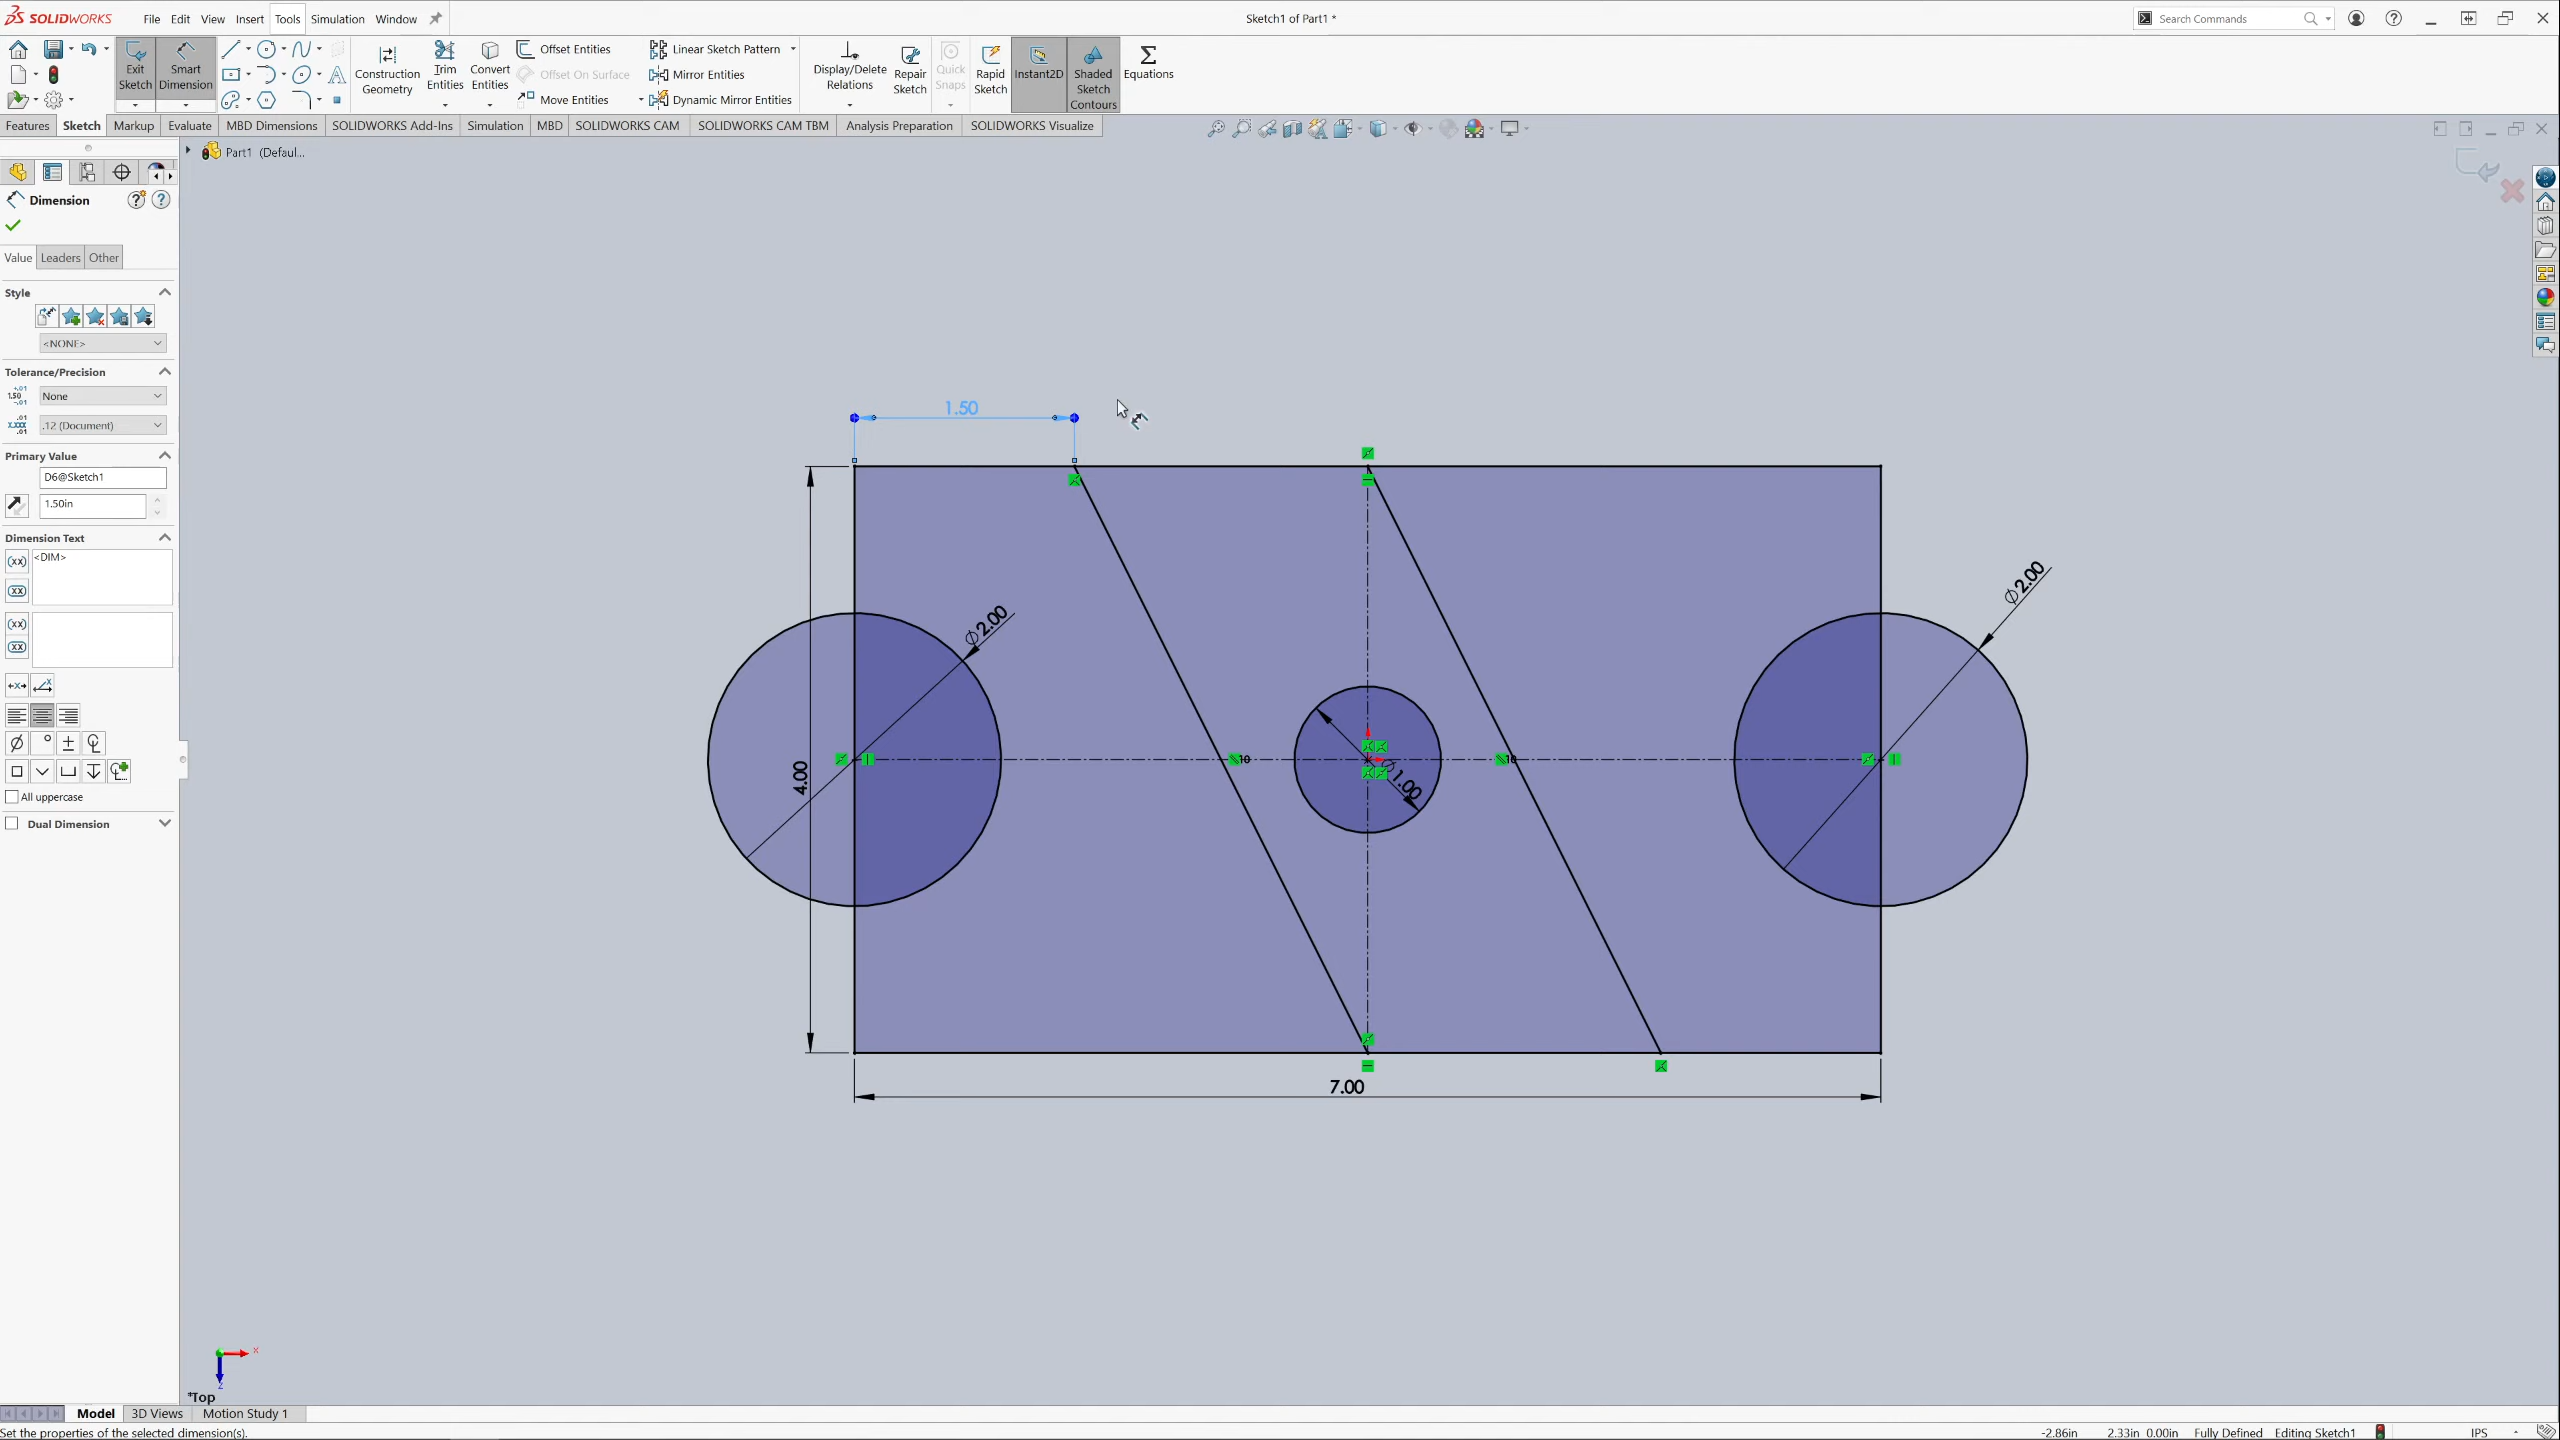 SOLIDWORKS File Edit View Insert Tools Simulation Window
Sketch1 of Part1 *
Search Commands
Exit Sketch
Smart Dimension
Construction Geometry
Trim Entities
Convert Entities
Offset Entities
Offset On Surface
Move Entities
Linear Sketch Pattern
Mirror Entities
Dynamic Mirror Entities
Display/Delete Relations
Repair Sketch
Quick Snaps
Rapid Sketch
Instant2D
Shaded Sketch Contours
Equations
Features Sketch Markup Evaluate MBD Dimensions SOLIDWORKS Add-Ins Simulation MBD SOLIDWORKS CAM SOLIDWORKS CAM TBM Analysis Preparation SOLIDWORKS Visualize
Part1 (Defaul...
Dimension
Value Leaders Other
Style
<NONE>
Tolerance/Precision
None
.12 (Document)
Primary Value
D6@Sketch1
1.50in
Dimension Text
<DIM>
All uppercase
Dual Dimension
1.50
∅2.00
∅2.00
4.00
10
10
∅1.00
7.00
x
z
*Top
Model 3D Views Motion Study 1
Set the properties of the selected dimension(s).
-2.86in 2.33in 0.00in Fully Defined Editing Sketch1 IPS